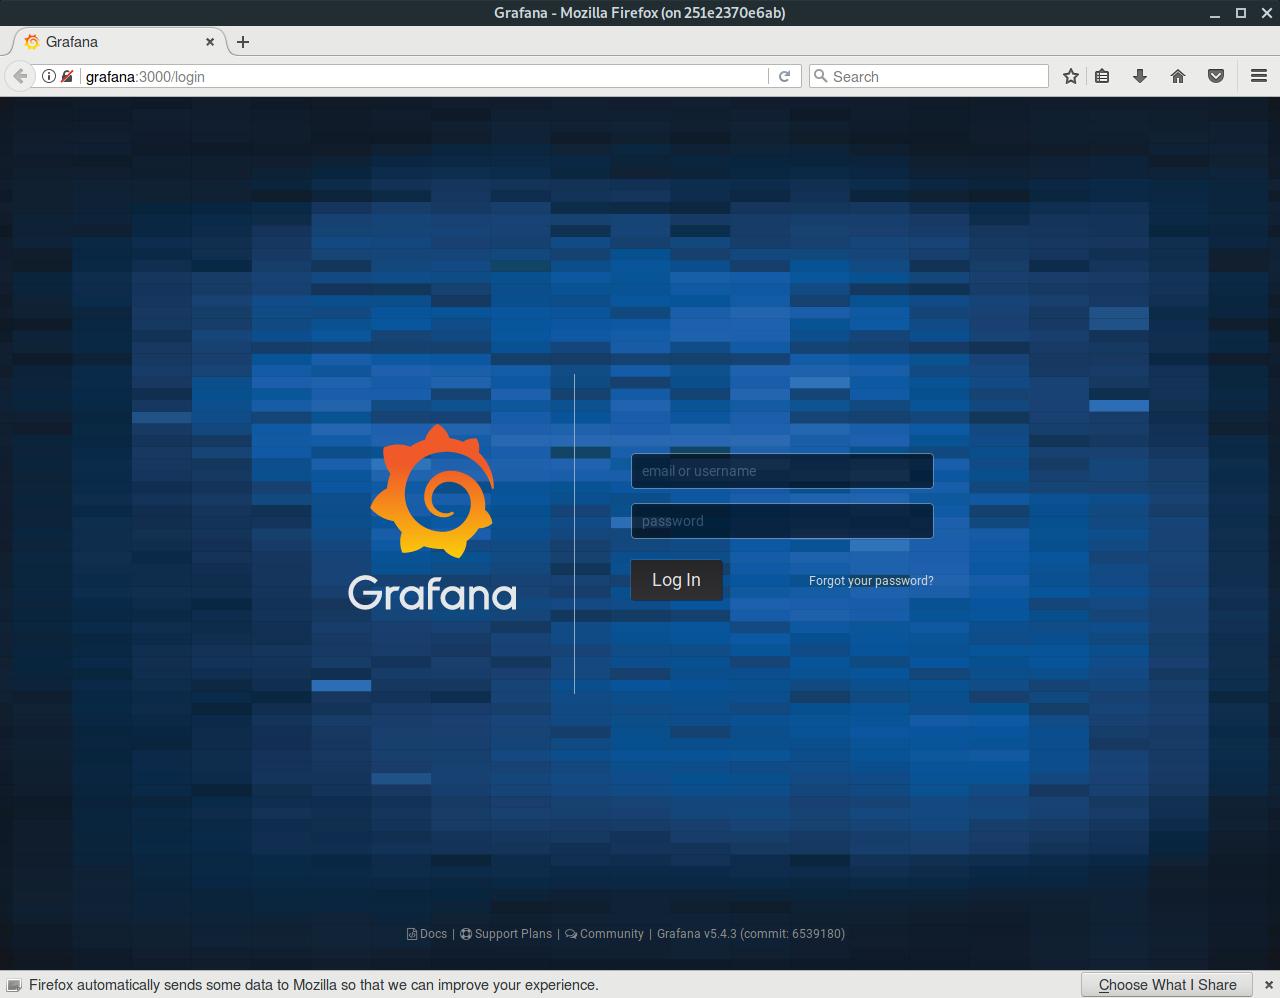 Grafana - Mozilla Firefox (on 251e2370e6ab)
Grafana
grafana:3000/login
Search
email or username
password
Log In
Forgot your password?
Grafana
Docs | Support Plans | Community | Grafana v5.4.3 (commit: 6539180)
Firefox automatically sends some data to Mozilla so that we can improve your experience.
Choose What I Share